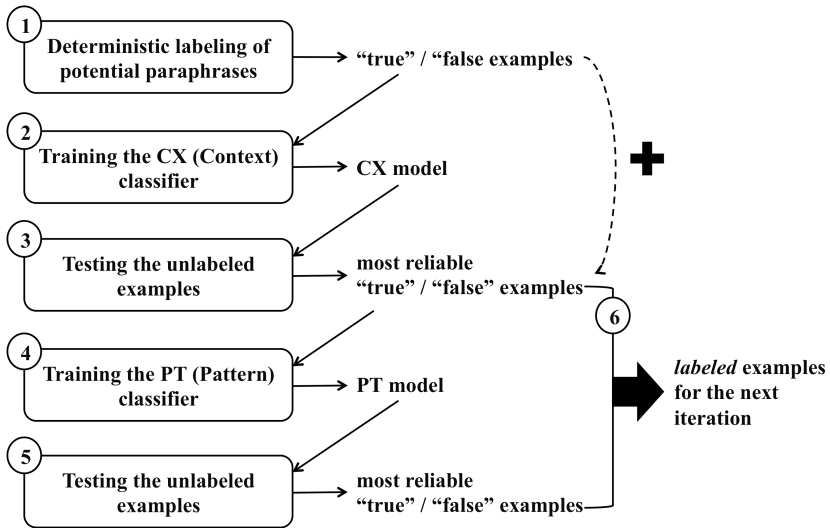 1
Deterministic labeling of
potential paraphrases
“true” / “false examples
2
Training the CX (Context)
classifier
CX model
3
Testing the unlabeled
examples
most reliable
“true” / “false” examples
6
4
Training the PT (Pattern)
classifier
PT model
labeled examples
for the next
iteration
5
Testing the unlabeled
examples
most reliable
“true” / “false” examples